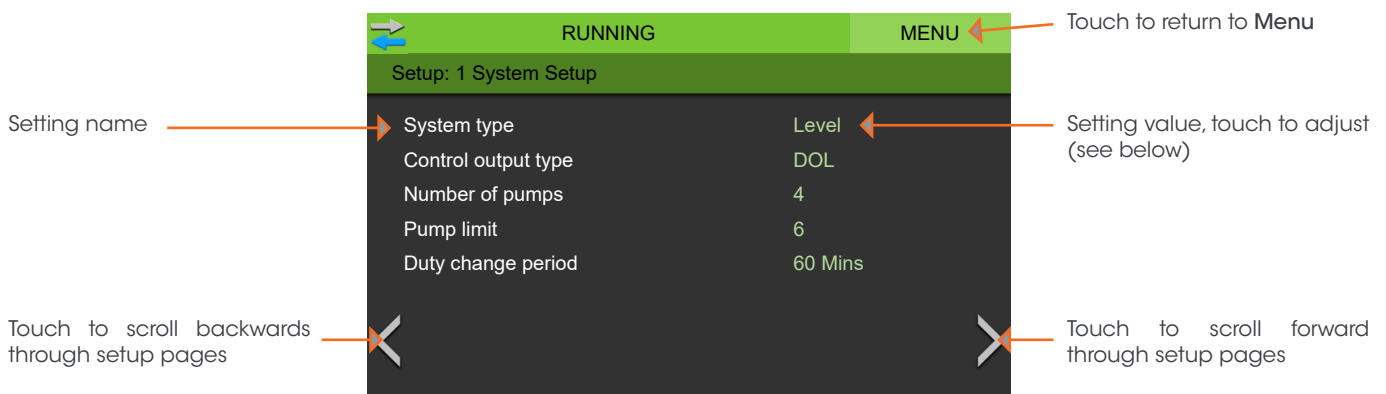 RUNNING
MENU
Touch to return to Menu
Setup: 1 System Setup
Setting name
System type
Level
Setting value, touch to adjust
(see below)
Control output type
DOL
Number of pumps
4
Pump limit
6
Duty change period
60 Mins
Touch to scroll backwards
through setup pages
Touch to scroll forward
through setup pages